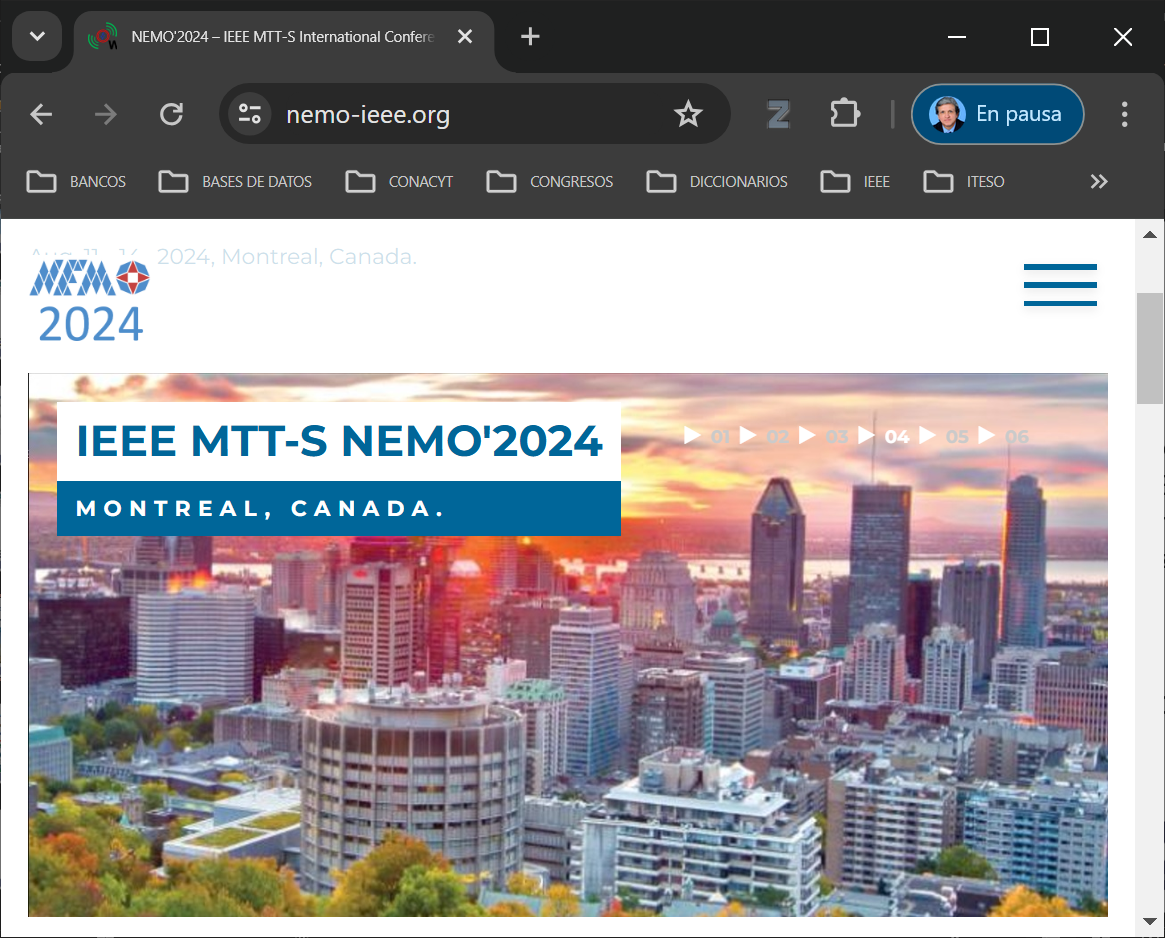 NEMO'2024 – IEEE MTT-S International Confere
nemo-ieee.org
En pausa
BANCOS BASES DE DATOS CONACYT CONGRESOS DICCIONARIOS IEEE ITESO
Aug. 11 - 14, 2024, Montreal, Canada.
NEMO
2024
IEEE MTT-S NEMO'2024
01 02 03 04 05 06
MONTREAL, CANADA.